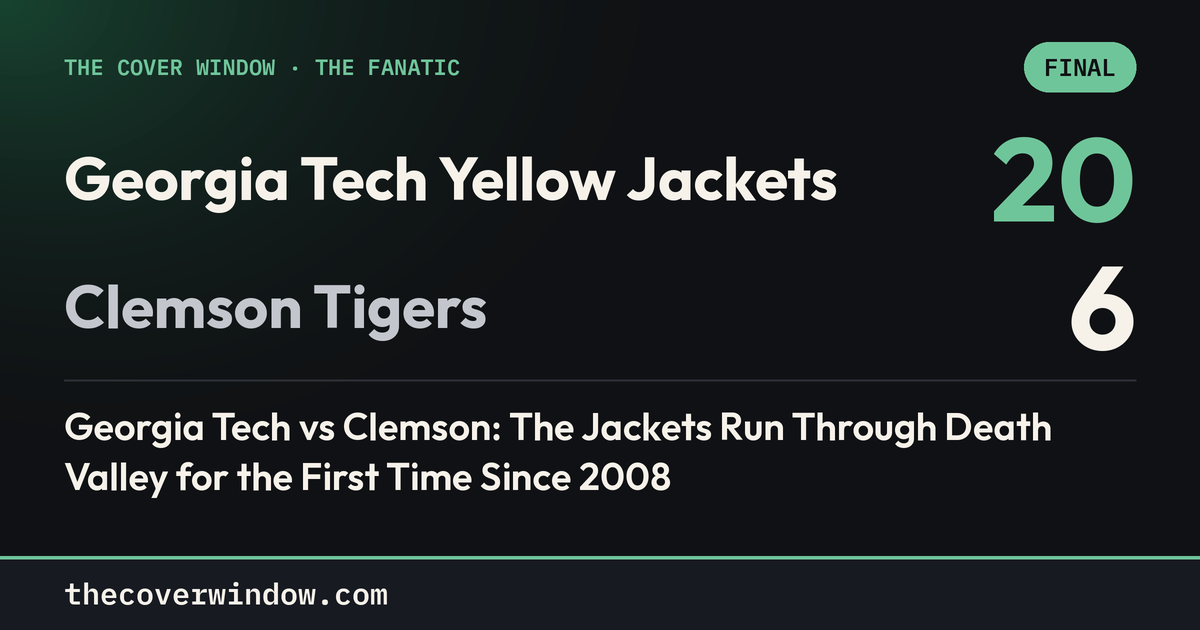 THE COVER WINDOW · THE FANATIC
FINAL
Georgia Tech Yellow Jackets
20
Clemson Tigers
6
Georgia Tech vs Clemson: The Jackets Run Through Death
Valley for the First Time Since 2008
thecoverwindow.com